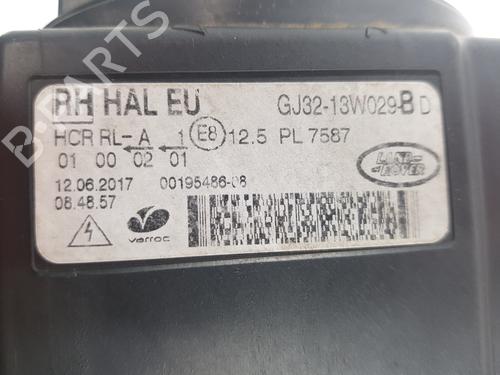 RH HAL EU GJ32-13W029-B D
HCR RL-A 1 E8 12.5 PL 7587
01 00 02 01
LAND ROVER
12.06.2017 00195486-08
08.48.57
varroc
B-PARTS